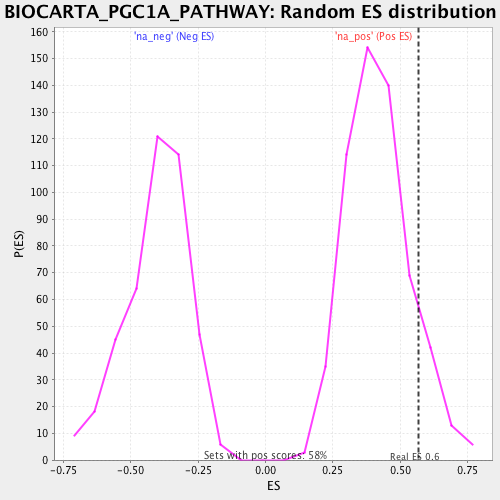 BIOCARTA_PGC1A_PATHWAY: Random ES distribution
'na_neg' (Neg ES) 'na_pos' (Pos ES)
P(ES)
160
150
140
130
120
110
100
90
80
70
60
50
40
30
20
10
0
Sets with pos scores: 58%
Real ES 0.6
-0.75 -0.50 -0.25 0.00 0.25 0.50 0.75
ES